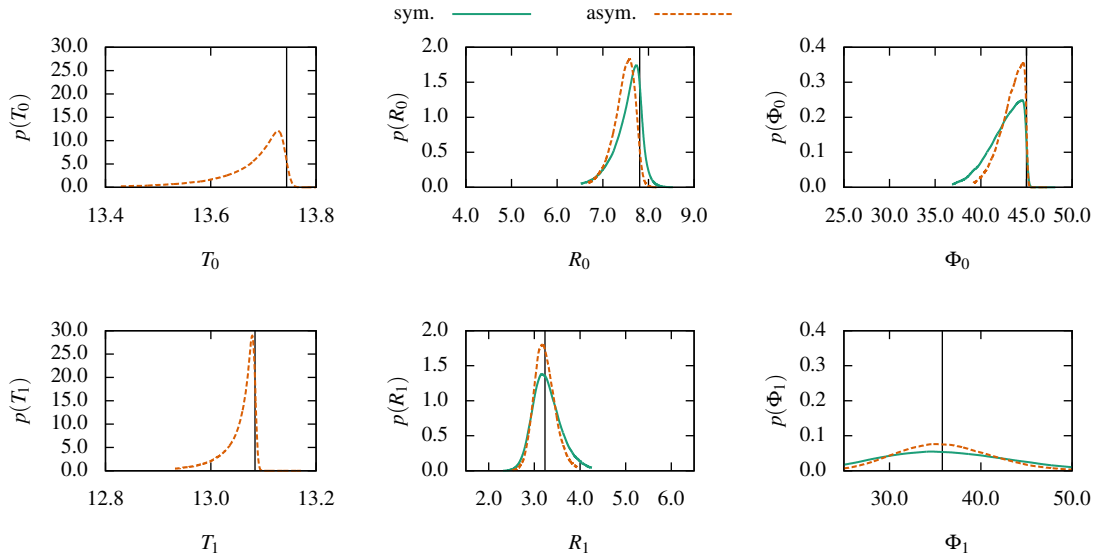 sym. asym.
30.0 25.0 20.0 15.0 10.0 5.0 0.0
p(T0)
13.4 13.6 13.8
T0
2.0 1.5 1.0 0.5 0.0
p(R0)
4.0 5.0 6.0 7.0 8.0 9.0
R0
0.4 0.3 0.2 0.1 0.0
p(Φ0)
25.0 30.0 35.0 40.0 45.0 50.0
Φ0
30.0 25.0 20.0 15.0 10.0 5.0 0.0
p(T1)
12.8 13.0 13.2
T1
2.0 1.5 1.0 0.5 0.0
p(R1)
2.0 3.0 4.0 5.0 6.0
R1
0.4 0.3 0.2 0.1 0.0
p(Φ1)
30.0 40.0 50.0
Φ1